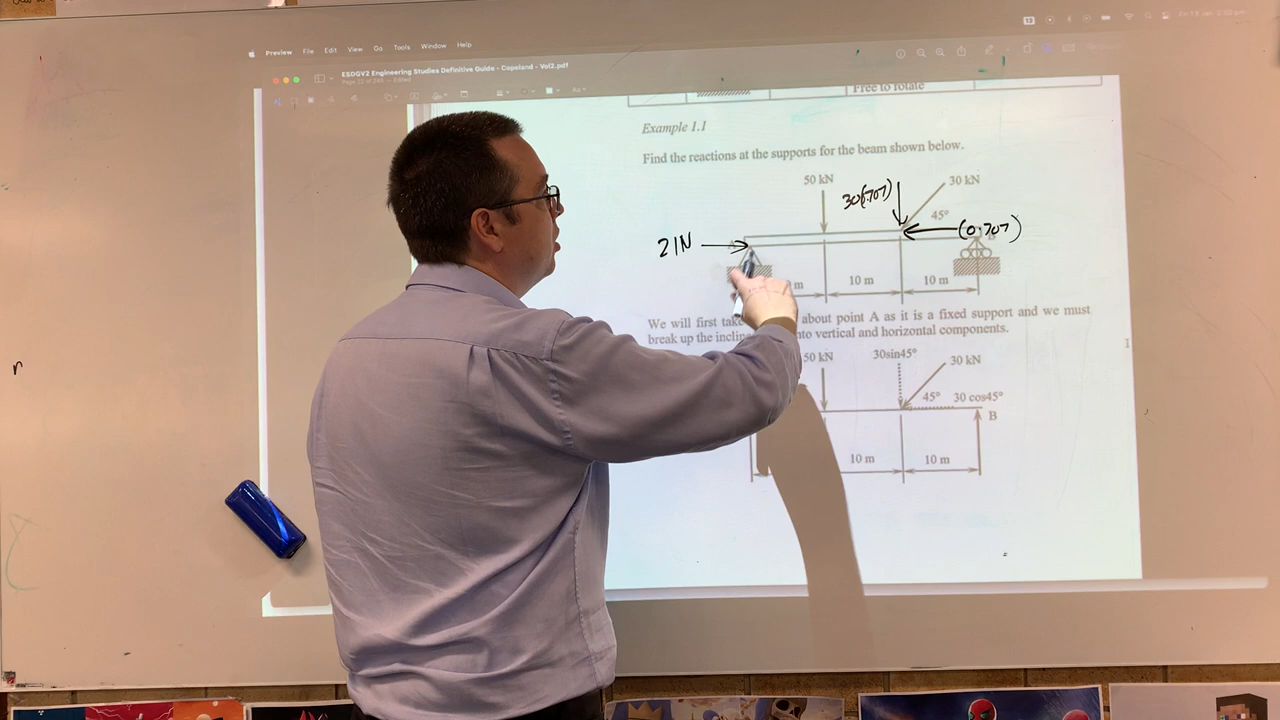 Preview File Edit View Go Tools Window Help
ESDGV2 Engineering Studies Definitive Guide - Copeland - Vol2.pdf
Free to rotate
Example 1.1
Find the reactions at the supports for the beam shown below.
50 kN
30(.707)
30 kN
45°
21N
(0.707)
m
10 m
10 m
We will first take about point A as it is a fixed support and we must
break up the vertical and horizontal components.
50 kN
30sin45°
30 kN
45°
30 cos45°
B
10 m
10 m
r